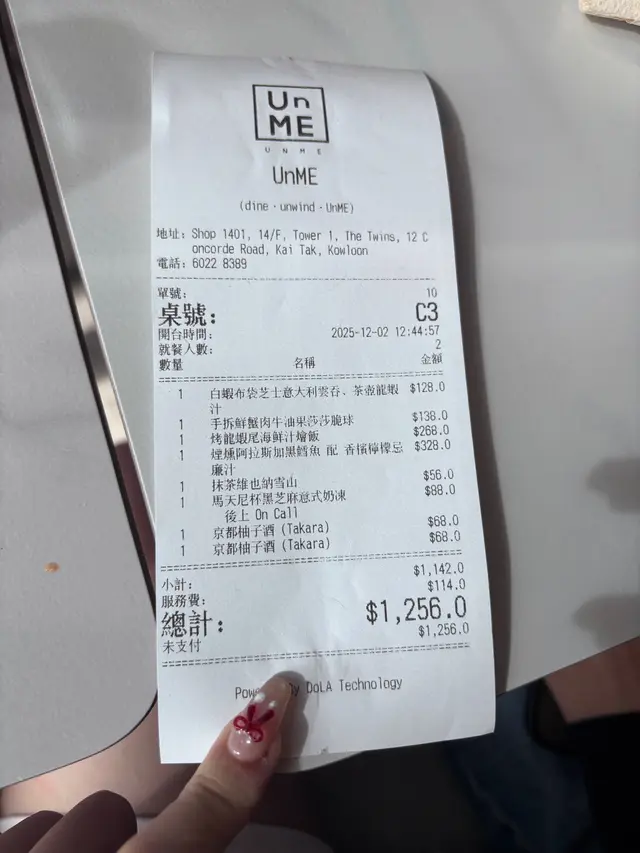 Un
ME
UNME
UnME
(dine · unwind · UnME)
地址: Shop 1401, 14/F, Tower 1, The Twins, 12 C
oncorde Road, Kai Tak, Kowloon
電話: 6022 8389
單號: 10
桌號: C3
開台時間: 2025-12-02 12:44:57
就餐人數: 2
數量 名稱 金額
1 白蝦布袋芝士意大利雲吞、茶壺龍蝦 $128.0
汁
1 手拆鮮蟹肉牛油果莎莎脆球 $138.0
1 烤龍蝦尾海鮮汁燴飯 $268.0
1 煙燻阿拉斯加黑鱈魚 配 香檳檸檬忌 $328.0
廉汁
1 抹茶維也納雪山 $56.0
1 馬天尼杯黑芝麻意式奶凍 $88.0
後上 On Call
1 京都柚子酒 (Takara) $68.0
1 京都柚子酒 (Takara) $68.0
小計: $1,142.0
服務費: $114.0
總計: $1,256.0
未支付 $1,256.0
by DoLA Technology